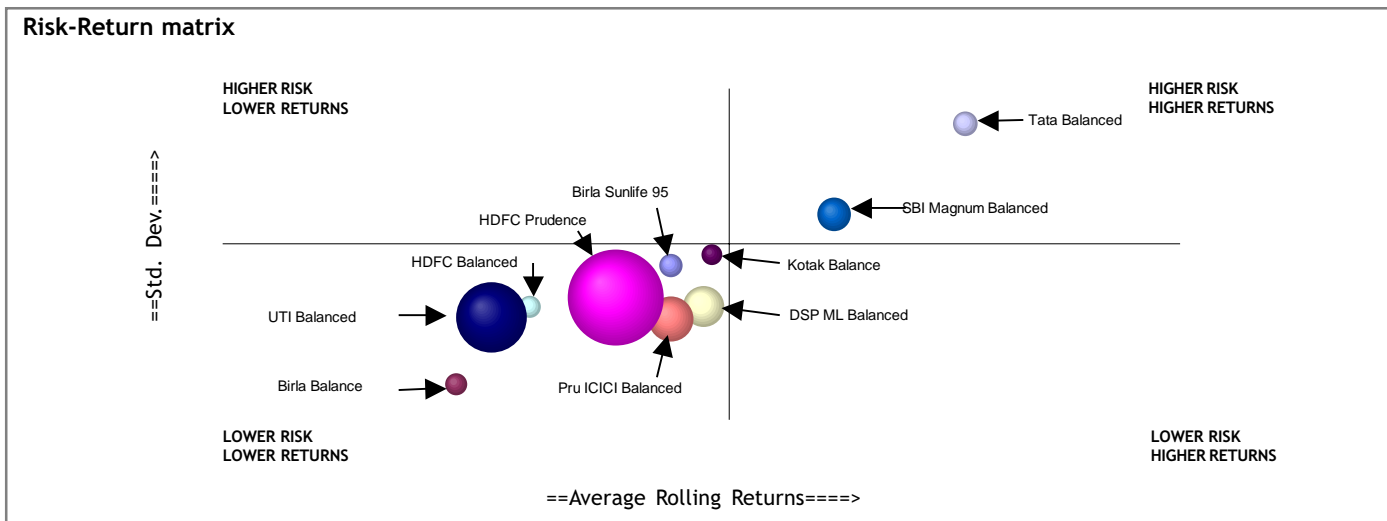 Risk-Return matrix
HIGHER RISK
LOWER RETURNS
HIGHER RISK
HIGHER RETURNS
Tata Balanced
Birla Sunlife 95
SBI Magnum Balanced
HDFC Prudence
HDFC Balanced
Kotak Balance
UTI Balanced
DSP ML Balanced
Birla Balance
Pru ICICI Balanced
==Std. Dev.=====>
LOWER RISK
LOWER RETURNS
LOWER RISK
HIGHER RETURNS
==Average Rolling Returns====>